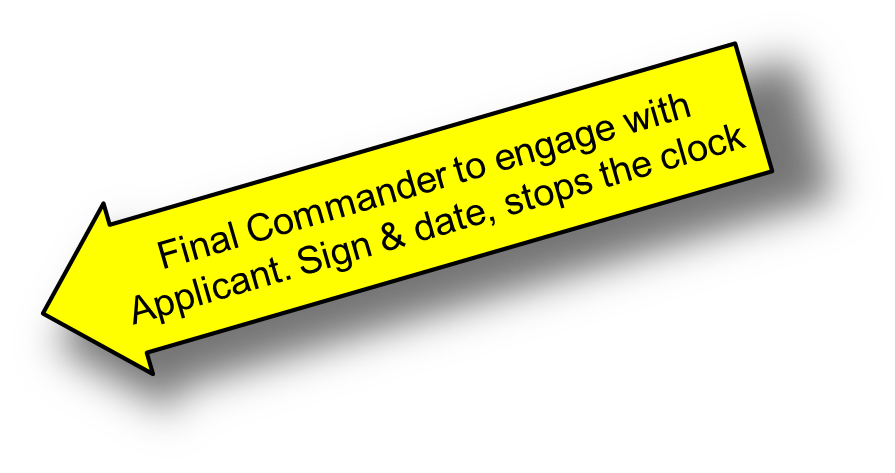 Final Commander to engage with
Applicant. Sign & date, stops the clock